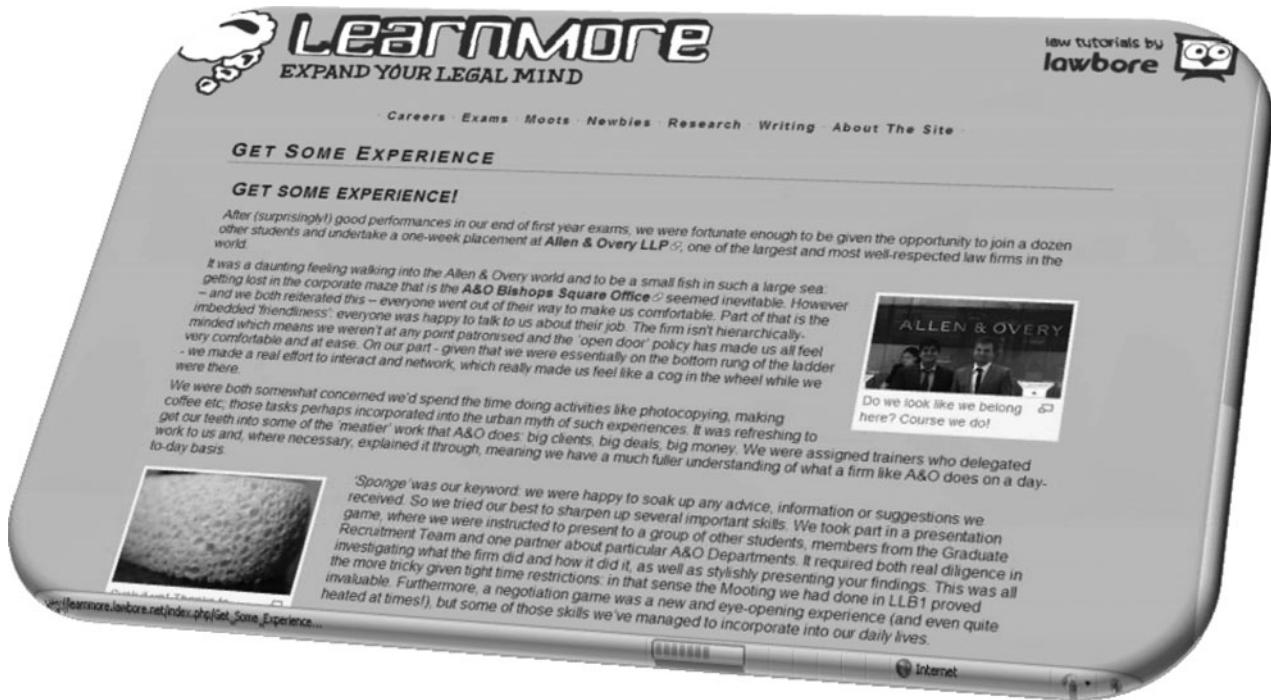 LEARNMORE
EXPAND YOUR LEGAL MIND
law tutorials by
lawbore
· Careers · Exams · Moots · Newbies · Research · Writing · About The Site ·
GET SOME EXPERIENCE
GET SOME EXPERIENCE!
After (surprisingly!) good performances in our end of first year exams, we were fortunate enough to be given the opportunity to join a dozen
other students and undertake a one-week placement at Allen & Overy LLP, one of the largest and most well-respected law firms in the
world.
It was a daunting feeling walking into the Allen & Overy world and to be a small fish in such a large sea:
getting lost in the corporate maze that is the A&O Bishops Square Office seemed inevitable. However
– and we both reiterated this – everyone went out of their way to make us comfortable. Part of that is the
imbedded 'friendliness': everyone was happy to talk to us about their job. The firm isn't hierarchically-
minded which means we weren't at any point patronised and the 'open door' policy has made us all feel
very comfortable and at ease. On our part - given that we were essentially on the bottom rung of the ladder
- we made a real effort to interact and network, which really made us feel like a cog in the wheel while we
were there.
ALLEN & OVERY
Do we look like we belong
here? Course we do!
We were both somewhat concerned we'd spend the time doing activities like photocopying, making
coffee etc; those tasks perhaps incorporated into the urban myth of such experiences. It was refreshing to
get our teeth into some of the 'meatier' work that A&O does: big clients, big deals, big money. We were assigned trainers who delegated
work to us and, where necessary, explained it through, meaning we have a much fuller understanding of what a firm like A&O does on a day-
to-day basis.
'Sponge' was our keyword: we were happy to soak up any advice, information or suggestions we
received. So we tried our best to sharpen up several important skills. We took part in a presentation
game, where we were instructed to present to a group of other students, members from the Graduate
Recruitment Team and one partner about particular A&O Departments. It required both real diligence in
investigating what the firm did and how it did it, as well as stylishly presenting your findings. This was all
the more tricky given tight time restrictions: in that sense the Mooting we had done in LLB1 proved
invaluable. Furthermore, a negotiation game was a new and eye-opening experience (and even quite
heated at times!), but some of those skills we've managed to incorporate into our daily lives.
learnmore.lawbore.net/index.php/Get_Some_Experience...
Internet